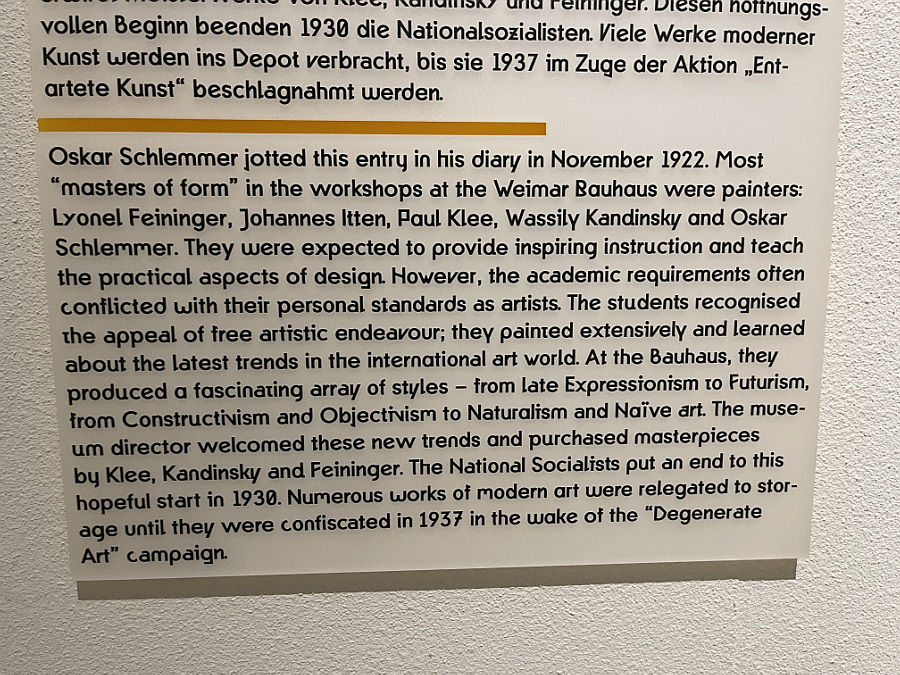 Werke von Klee, Kandinsky und Feininger. Diesen hoffnungs-
vollen Beginn beenden 1930 die Nationalsozialisten. Viele Werke moderner
Kunst werden ins Depot verbracht, bis sie 1937 im Zuge der Aktion „Ent-
artete Kunst“ beschlagnahmt werden.
Oskar Schlemmer jotted this entry in his diary in November 1922. Most
“masters of form” in the workshops at the Weimar Bauhaus were painters:
Lyonel Feininger, Johannes Itten, Paul Klee, Wassily Kandinsky and Oskar
Schlemmer. They were expected to provide inspiring instruction and teach
the practical aspects of design. However, the academic requirements often
conflicted with their personal standards as artists. The students recognised
the appeal of free artistic endeavour; they painted extensively and learned
about the latest trends in the international art world. At the Bauhaus, they
produced a fascinating array of styles – from late Expressionism to Futurism,
from Constructivism and Objectivism to Naturalism and Naïve art. The muse-
um director welcomed these new trends and purchased masterpieces
by Klee, Kandinsky and Feininger. The National Socialists put an end to this
hopeful start in 1930. Numerous works of modern art were relegated to stor-
age until they were confiscated in 1937 in the wake of the “Degenerate
Art” campaign.